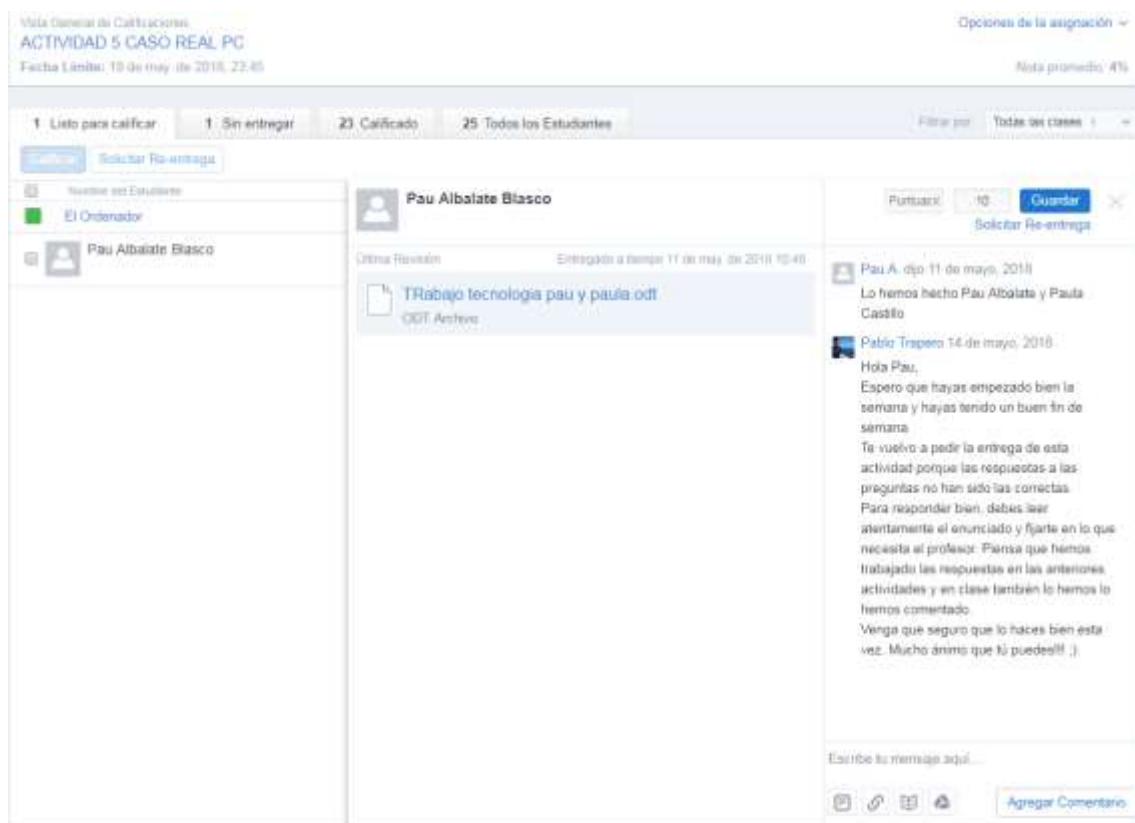 Vista General de Calificaciones
Opciones de la asignación
ACTIVIDAD 5 CASO REAL PC
Fecha Límite: de may. de 2018, 23:45
Nota promedio: 4%
1 Listo para calificar
1 Sin entregar
23 Calificado
25 Todos los Estudiantes
Filtrar por
Todas las clases
Calificar
Solicitar Re-entrega
Nombre del Estudiante
El Ordenador
Pau Albalate Blasco
Pau Albalate Blasco
Última Revisión
Entregado a tiempo 11 de may. de 2018
TRabajo tecnologia pau y paula.odt
ODT Archivo
10
Guardar
Solicitar Re-entrega
Pau A. dijo 11 de mayo, 2018
Lo hemos hecho Pau Albalate y Paula
Castillo
Pablo Trapero 14 de mayo, 2018
Hola Pau,
Espero que hayas empezado bien la
semana y hayas tenido un buen fin de
semana.
Te vuelvo a pedir la entrega de esta
actividad porque las respuestas a las
preguntas no han sido las correctas.
Para responder bien, debes leer
atentamente el enunciado y fijarte en lo que
necesita el profesor. Piensa que hemos
trabajado las respuestas en las anteriores
actividades y en clase también lo hemos lo
hemos comentado.
Venga que seguro que lo haces bien esta
vez. Mucho ánimo que tú puedes!!! ;)
Escribe tu mensaje aquí...
Agregar Comentario